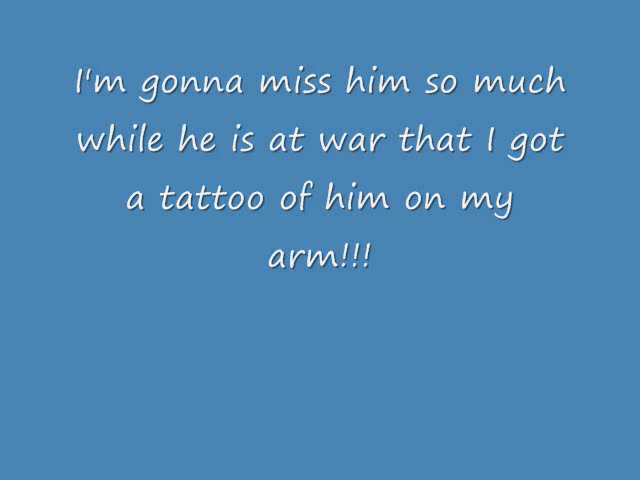 I'm gonna miss him so much
while he is at war that I got
a tattoo of him on my
arm!!!